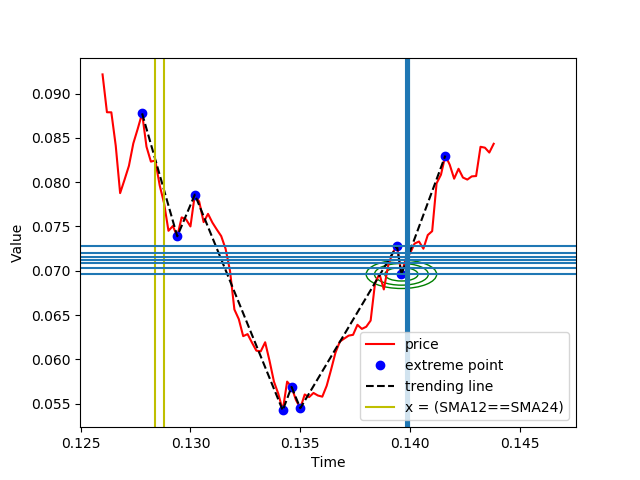 0.090
0.085
0.080
0.075
0.070
0.065
0.060
0.055
Value
price
extreme point
trending line
x = (SMA12==SMA24)
0.125
0.130
0.135
0.140
0.145
Time